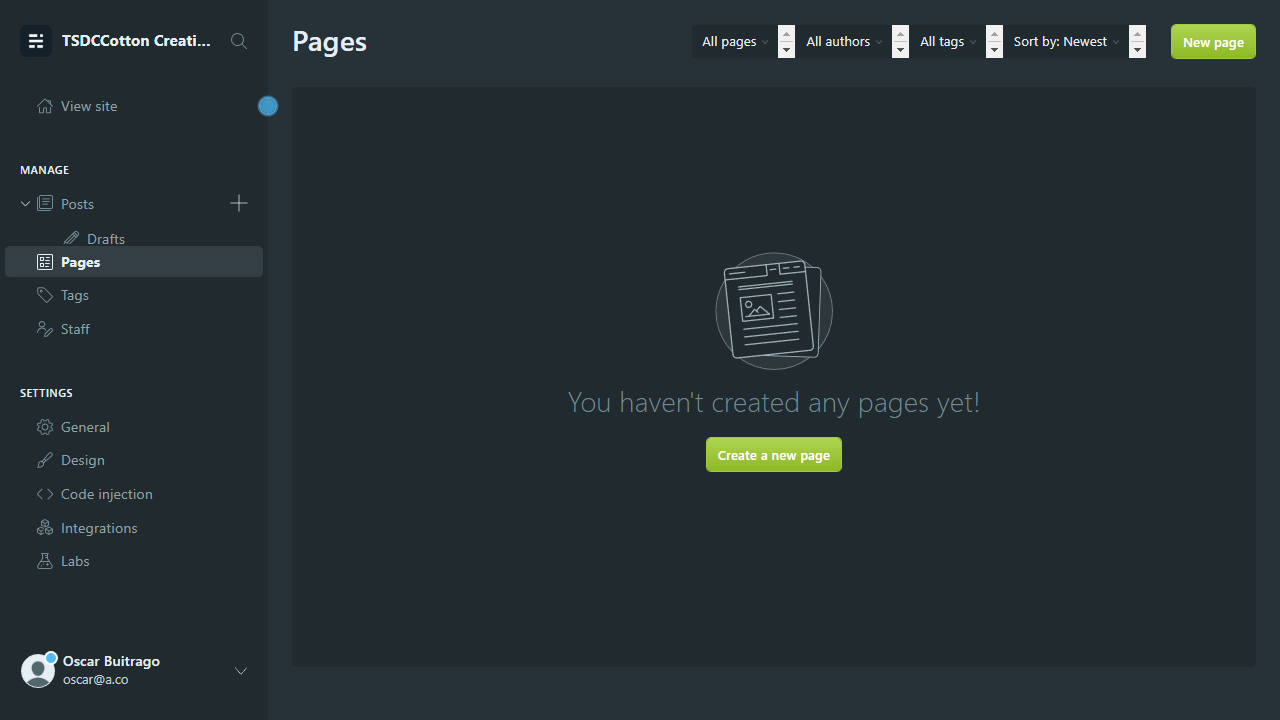 TSDCCotton Creati...
View site
MANAGE
Posts
Drafts
Pages
Tags
Staff
SETTINGS
General
Design
Code injection
Integrations
Labs
Oscar Buitrago
oscar@a.co
Pages
All pages
All authors
All tags
Sort by: Newest
New page
You haven't created any pages yet!
Create a new page